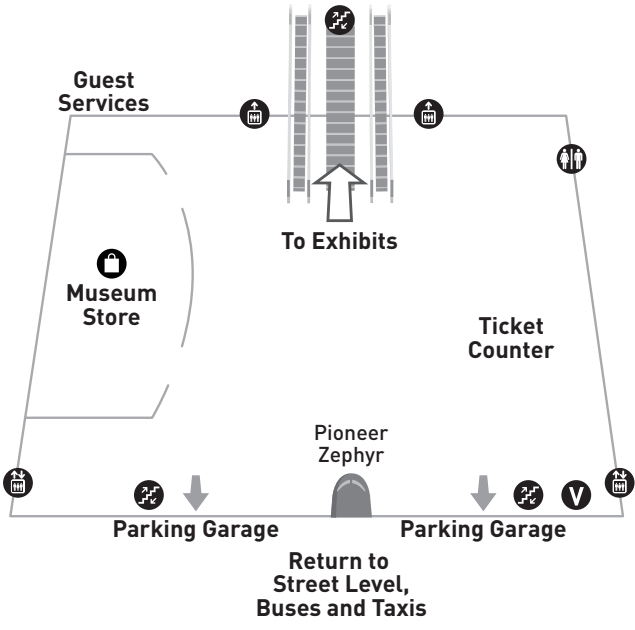 Guest
Services
To Exhibits
Museum
Store
Ticket
Counter
Pioneer
Zephyr
V
Parking Garage
Parking Garage
Return to
Street Level,
Buses and Taxis